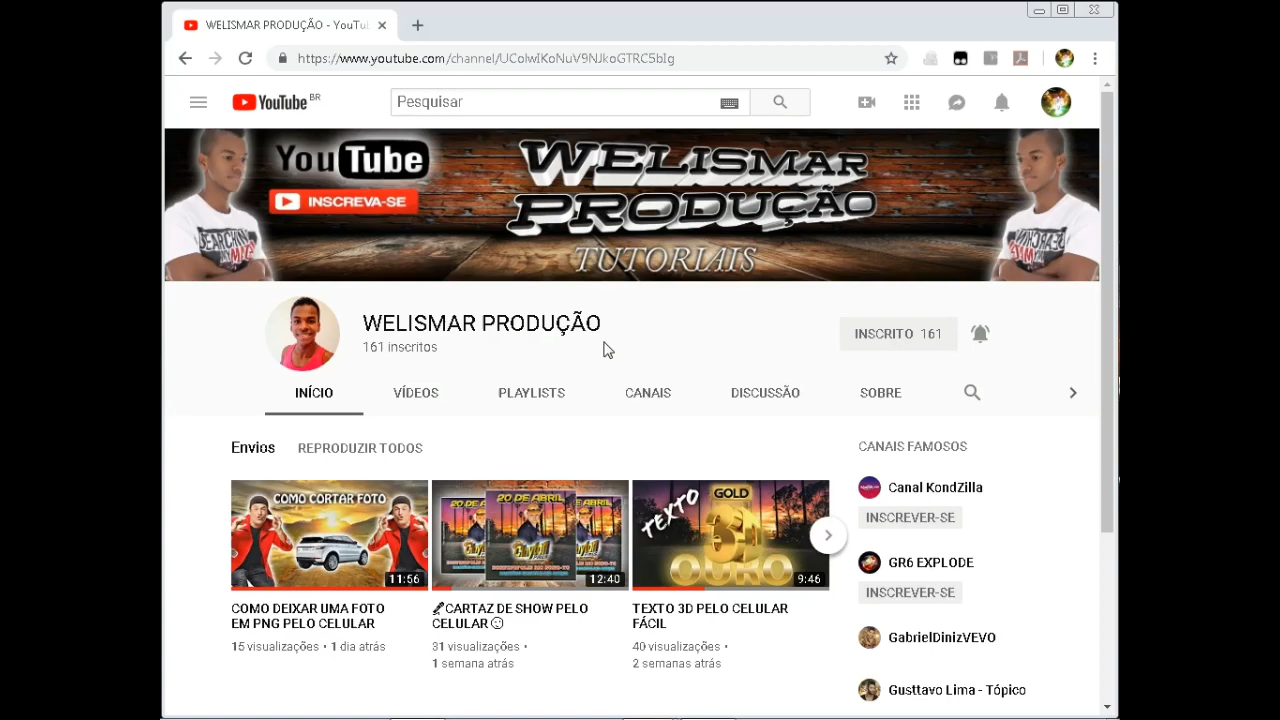 WELISMAR PRODUÇÃO - YouTu
https://www.youtube.com/channel/UColwIKoNuV9NJkoGTRC5bIg
YouTube BR
Pesquisar
YouTube
INSCREVA-SE
WELISMAR
PRODUÇÃO
TUTORIAIS
WELISMAR PRODUÇÃO
161 inscritos
INSCRITO 161
INÍCIO VÍDEOS PLAYLISTS CANAIS DISCUSSÃO SOBRE
Envios REPRODUZIR TODOS
COMO CORTAR FOTO
11:56
COMO DEIXAR UMA FOTO
EM PNG PELO CELULAR
15 visualizações • 1 dia atrás
20 DE ABRIL
12:40
CARTAZ DE SHOW PELO
CELULAR
31 visualizações •
1 semana atrás
TEXTO
GOLD
3D
OURO
9:46
TEXTO 3D PELO CELULAR
FÁCIL
40 visualizações •
2 semanas atrás
CANAIS FAMOSOS
Canal KondZilla
INSCREVER-SE
GR6 EXPLODE
INSCREVER-SE
GabrielDinizVEVO
Gusttavo Lima - Tópico